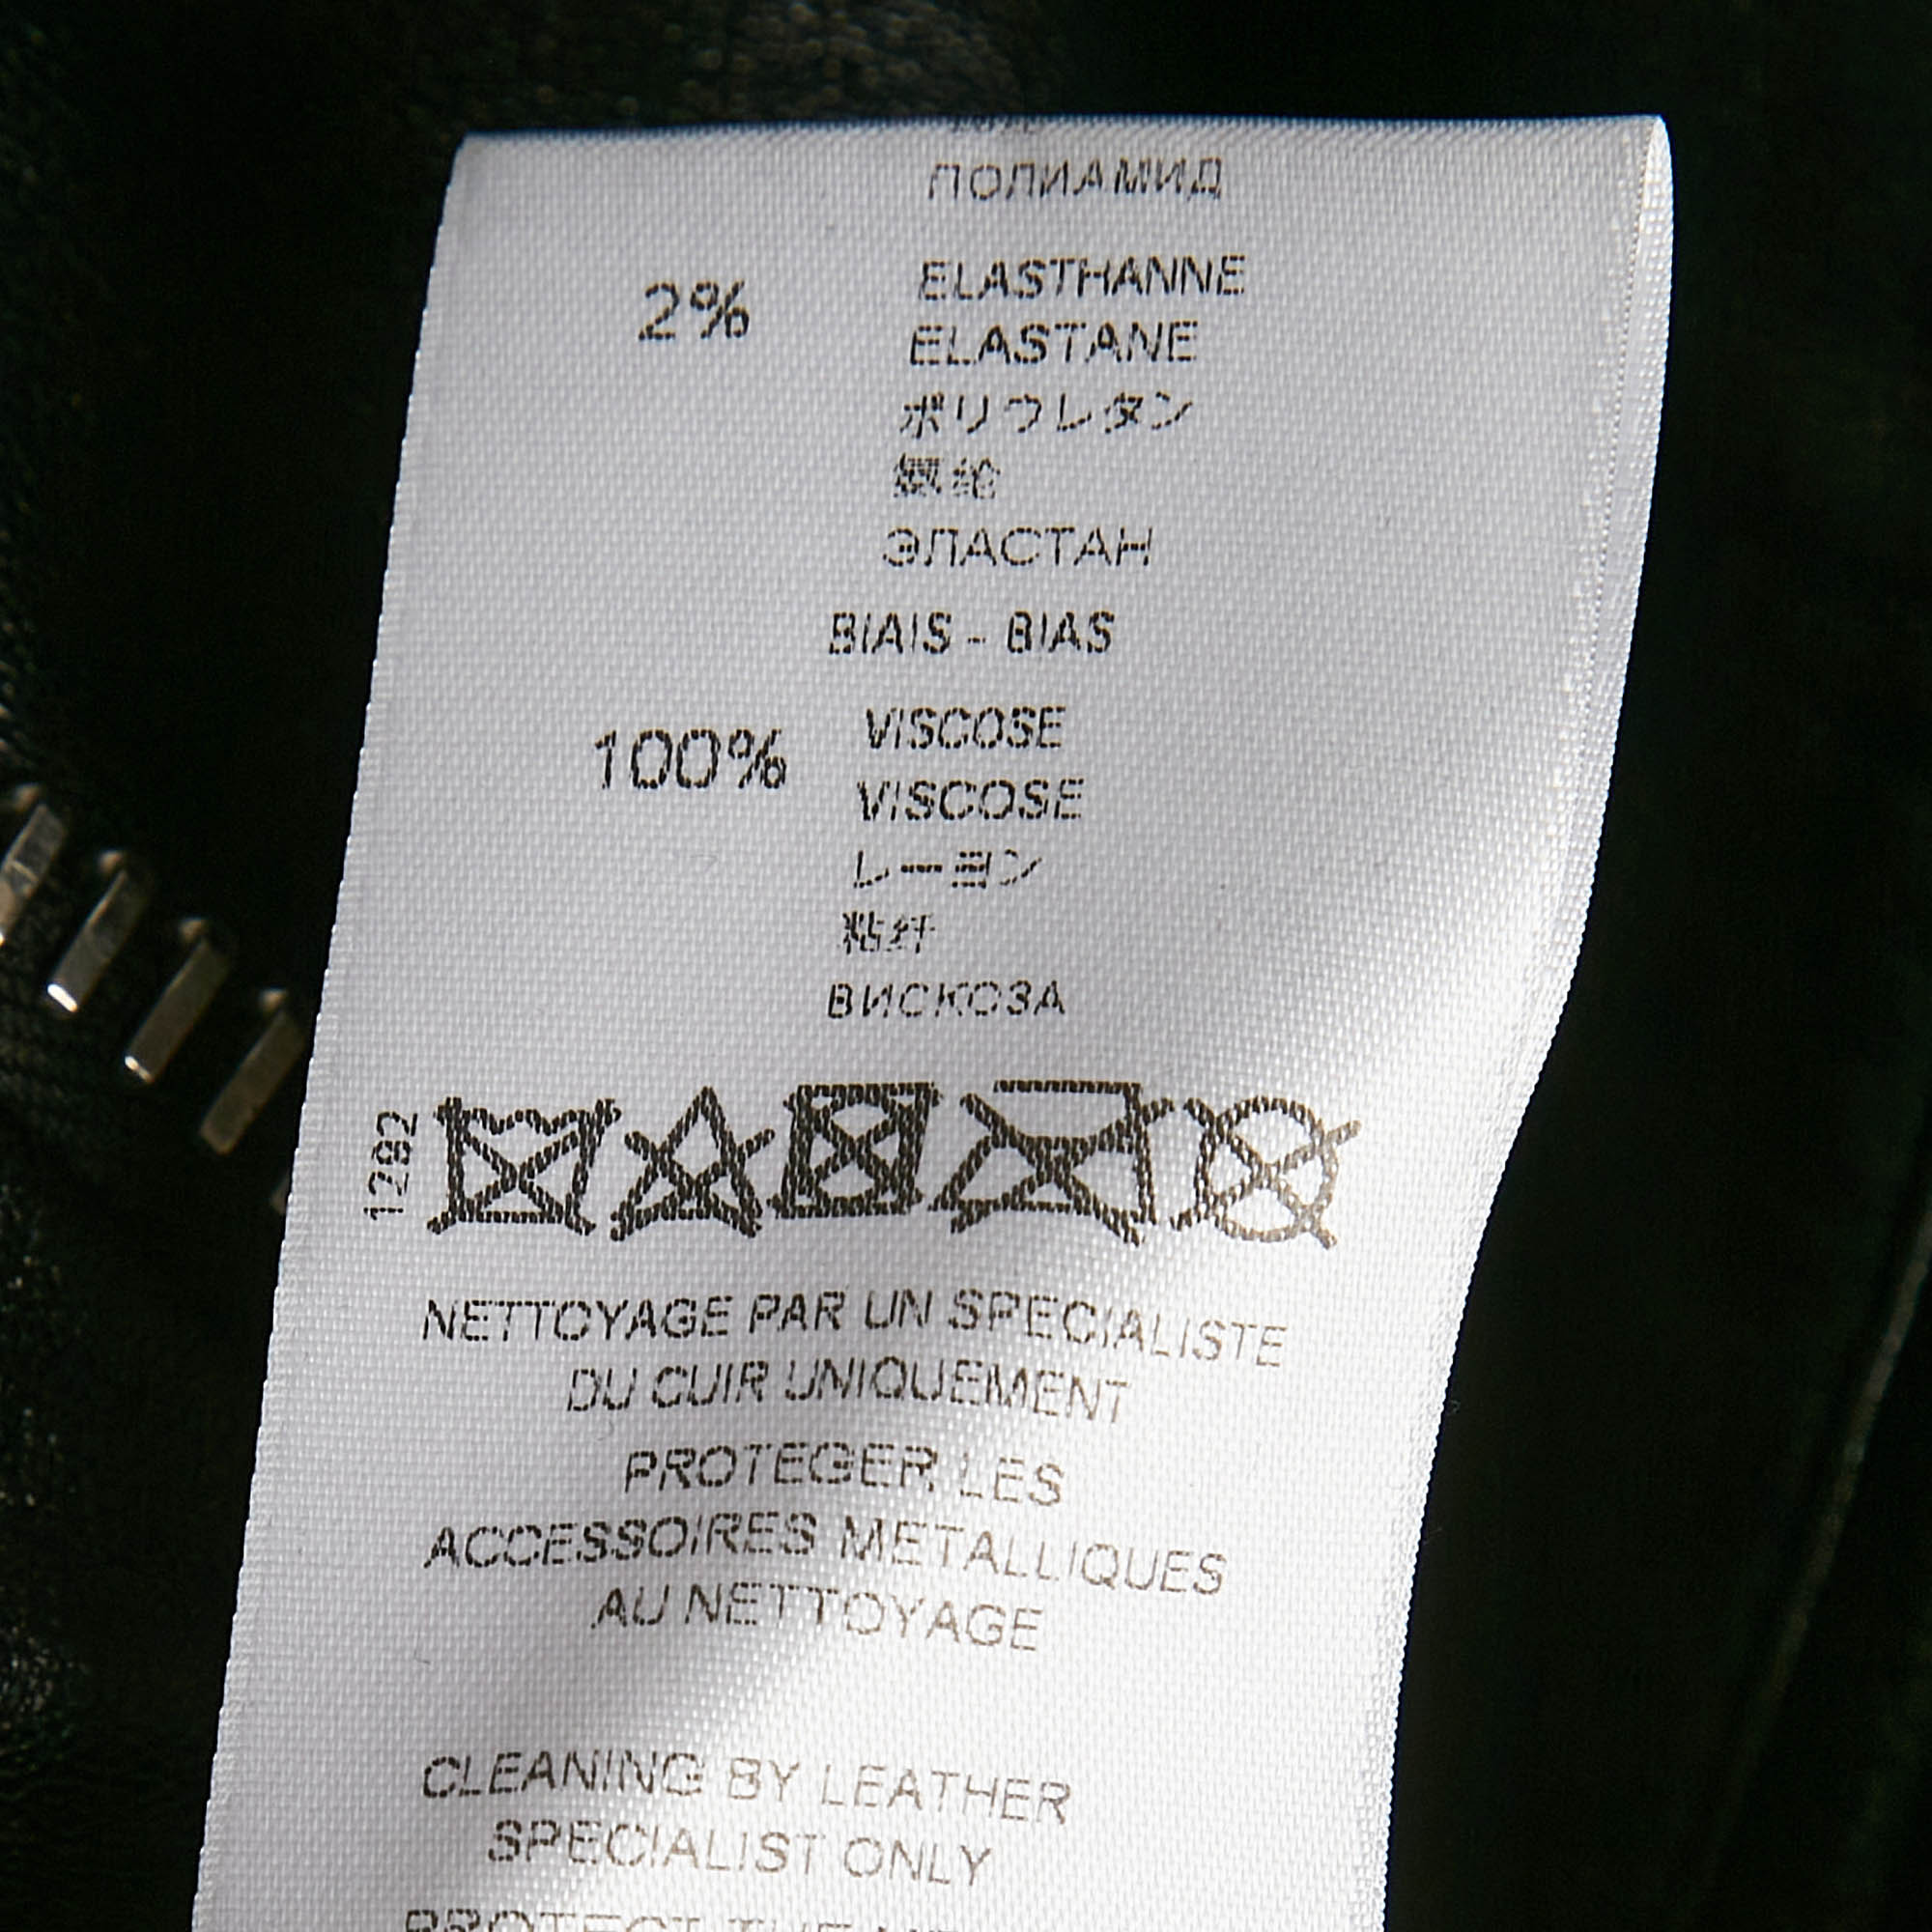 ПОЛИАМИД
2% ELASTHANNE
ELASTANE
ポリウレタン
氨纶
ЭЛАСТАН
BIAIS - BIAS
100% VISCOSE
VISCOSE
レーヨン
粘纤
ВИСКОЗА
1282
NETTOYAGE PAR UN SPECIALISTE
DU CUIR UNIQUEMENT
PROTEGER LES
ACCESSOIRES METALLIQUES
AU NETTOYAGE
CLEANING BY LEATHER
SPECIALIST ONLY
PROTECT THE